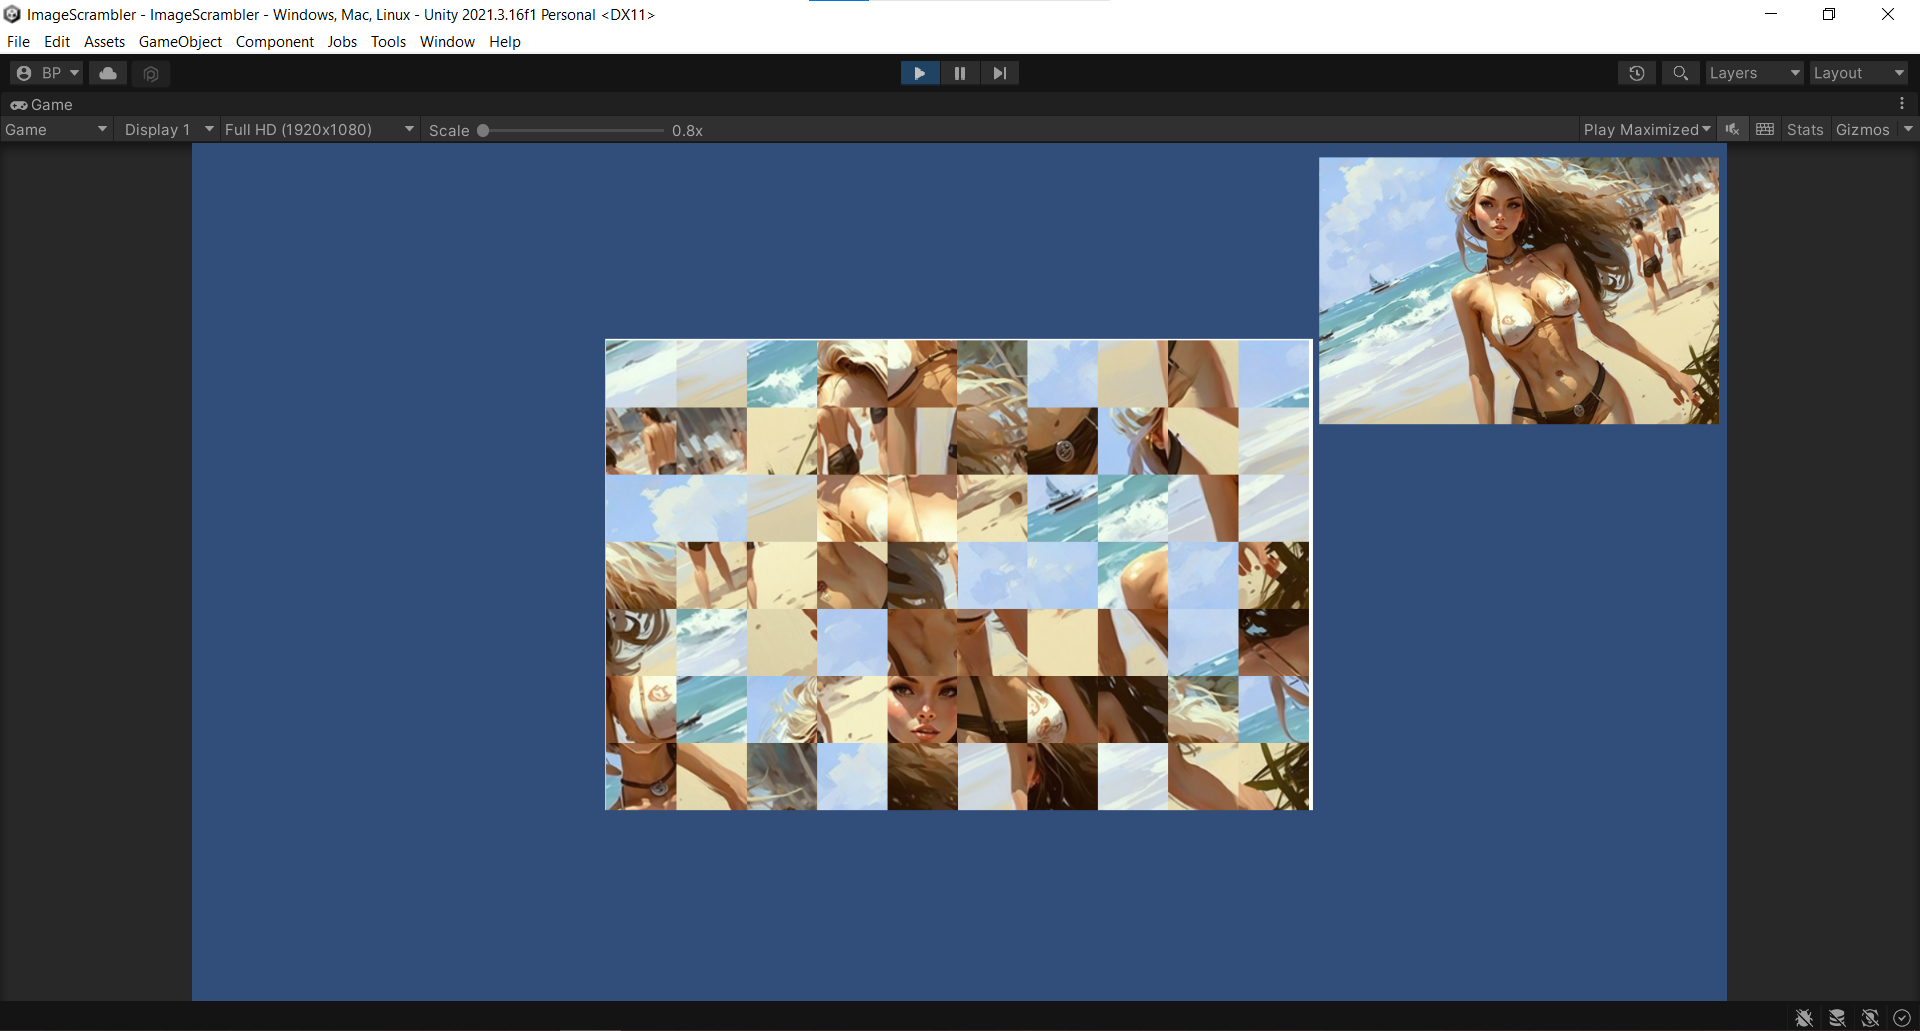 ImageScrambler - ImageScrambler - Windows, Mac, Linux - Unity 2021.3.16f1 Personal <DX11>
File Edit Assets GameObject Component Jobs Tools Window Help
BP Layers Layout
Game
Game Display 1 Full HD (1920x1080) Scale 0.8x Play Maximized Stats Gizmos